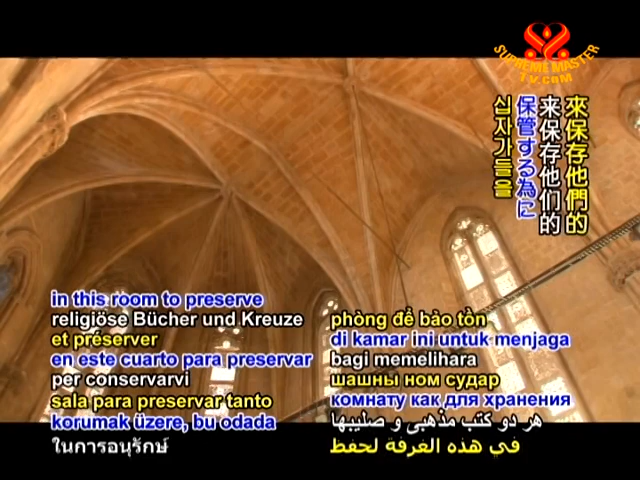 SUPREME MASTER
TV.COM
來保存他們的
来保存他们的
保管する為に
십자가들을
in this room to preserve
religiöse Bücher und Kreuze
et préserver
en este cuarto para preservar
per conservarvi
sala para preservar tanto
korumak üzere, bu odada
ในการอนุรักษ์
phòng để bảo tồn
di kamar ini untuk menjaga
bagi memelihara
шашны ном судар
комнату как для хранения
هر دو كتب مذهبى و صليبها
في هذه الغرفة لحفظ